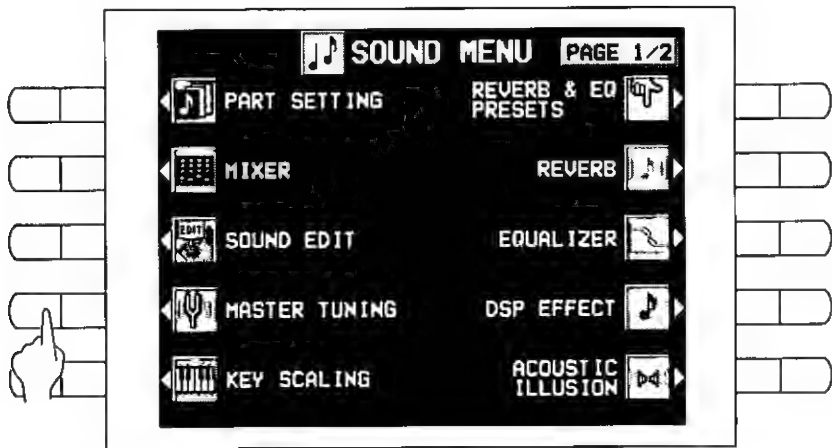 SOUND MENU PAGE 1/2
PART SETTING
REVERB & EQ
PRESETS
MIXER
REVERB
EDIT
SOUND EDIT
EQUALIZER
MASTER TUNING
DSP EFFECT
KEY SCALING
ACOUSTIC
ILLUSION